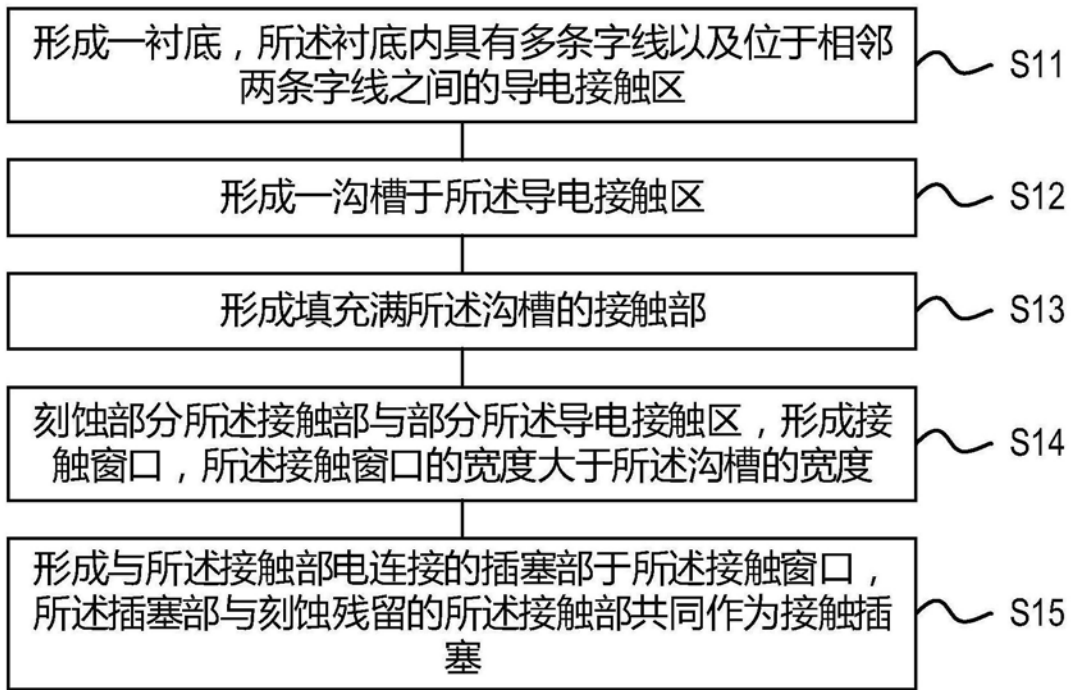 形成一衬底，所述衬底内具有多条字线以及位于相邻
两条字线之间的导电接触区
S11
形成一沟槽于所述导电接触区
S12
形成填充满所述沟槽的接触部
S13
刻蚀部分所述接触部与部分所述导电接触区，形成接
触窗口，所述接触窗口的宽度大于所述沟槽的宽度
S14
形成与所述接触部电连接的插塞部于所述接触窗口，
所述插塞部与刻蚀残留的所述接触部共同作为接触插
塞
S15